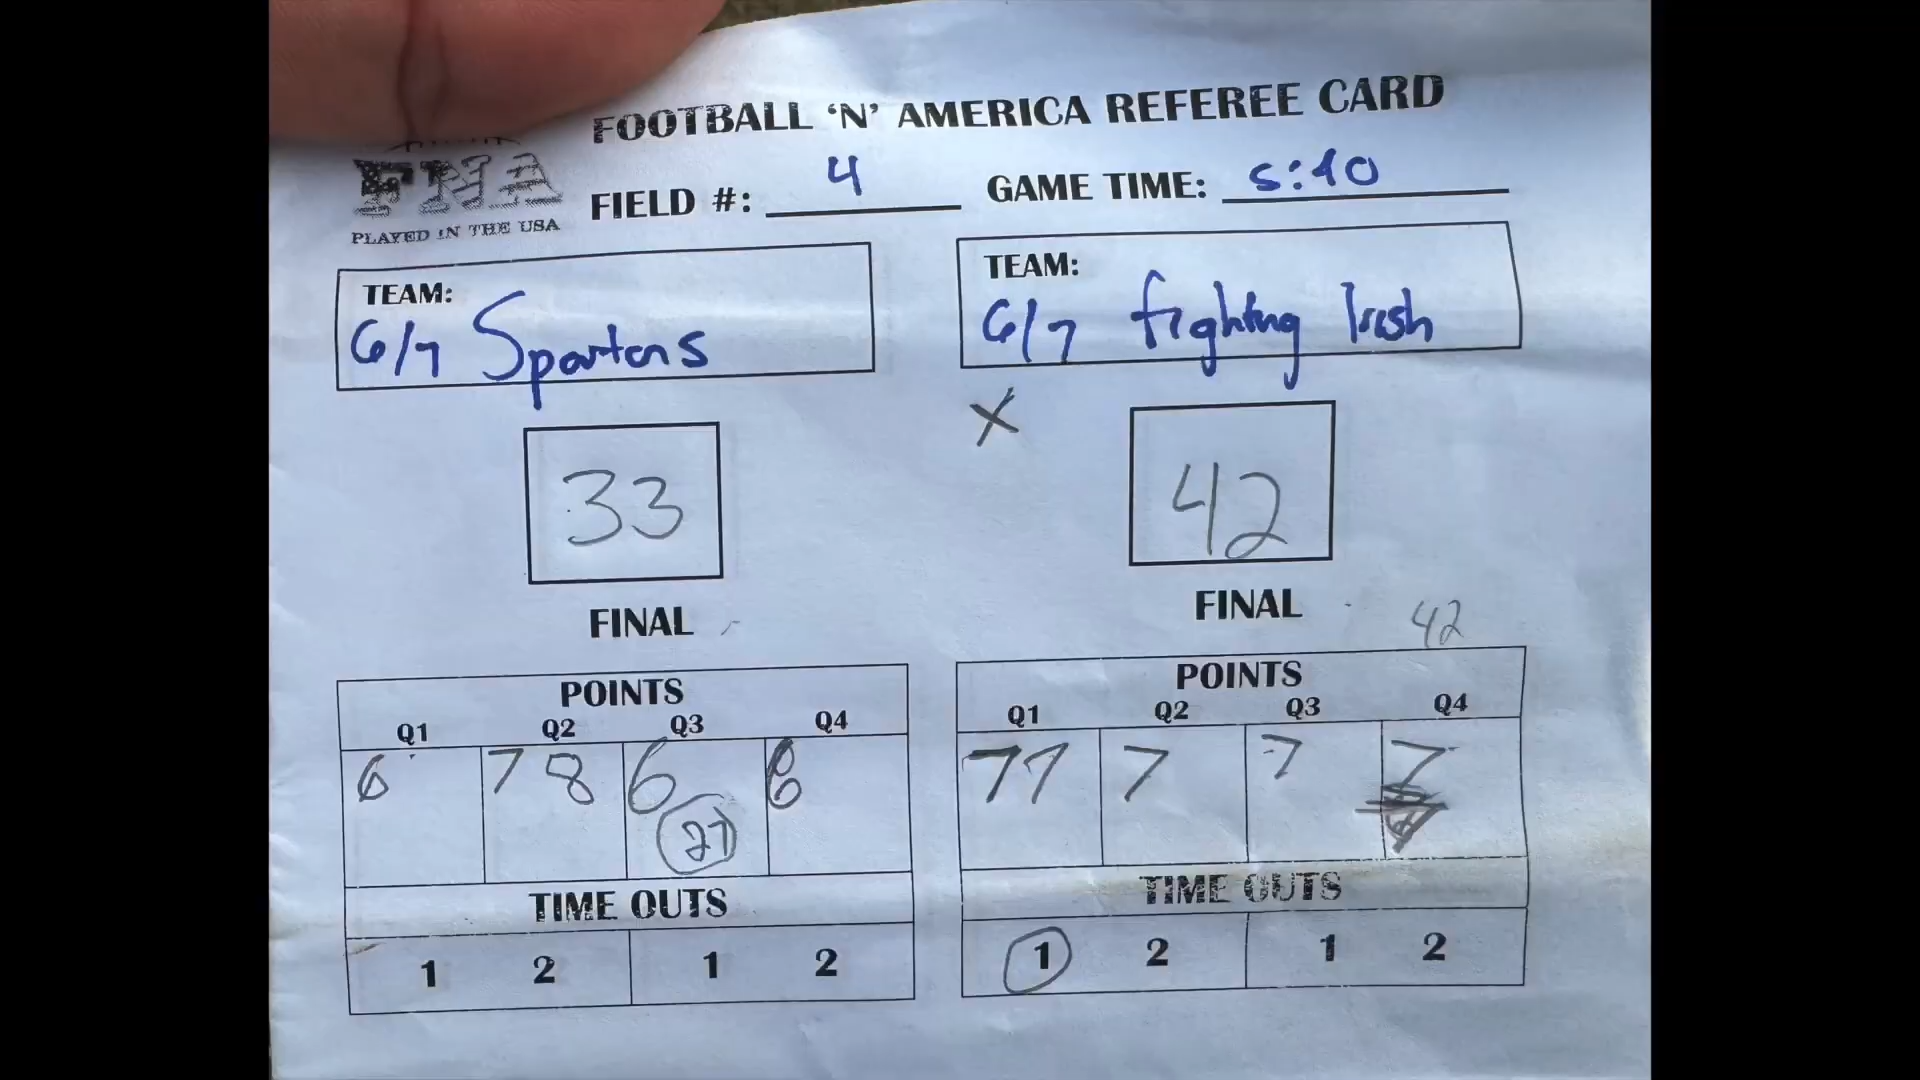 FOOTBALL ‘N’ AMERICA REFEREE CARD
FNA
PLAYED IN THE USA
FIELD #: 4 GAME TIME: 5:10
TEAM:
6/7 Spartans
TEAM:
6/7 fighting Irish
X
33
42
FINAL
FINAL
42
POINTS
Q1 Q2 Q3 Q4
6 7 8 6
27
TIME OUTS
1 2 1 2
POINTS
Q1 Q2 Q3 Q4
7 7 7 7 7
TIME OUTS
1 2 1 2